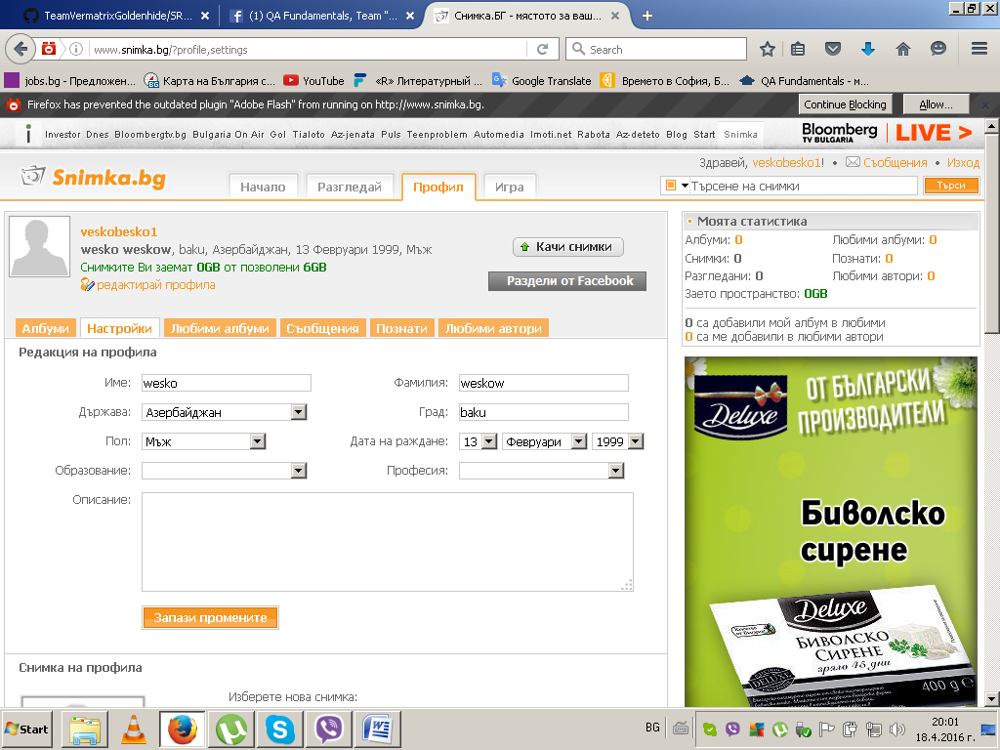 TeamVermatrixGoldenhide/SR...
(1) QA Fundamentals, Team "...
Снимка.БГ - мястото за ваш...
www.snimka.bg/?profile,settings
Search
jobs.bg - Предложен...
Карта на България с...
YouTube
«R» Литературный ...
Google Translate
Времето в София, Б...
QA Fundamentals - м...
Firefox has prevented the outdated plugin "Adobe Flash" from running on http://www.snimka.bg.
Continue Blocking
Allow...
Investor Dnes Bloombergtv.bg Bulgaria On Air Gol Tialoto Az-jenata Puls Teenproblem Automedia Imoti.net Rabota Az-deteto Blog Start Snimka
Bloomberg
TV BULGARIA
LIVE >
Здравей, veskobesko1! • Съобщения • Изход
Snimka.bg
Начало
Разгледай
Профил
Игра
Търсене на снимки
Търси
veskobesko1
wesko weskow, baku, Азербайджан, 13 Февруари 1999, Мъж
Снимките Ви заемат 0GB от позволени 6GB
редактирай профила
Качи снимки
Раздели от Facebook
Моята статистика
Албуми: 0
Любими албуми: 0
Снимки: 0
Познати: 0
Разгледани: 0
Любими автори: 0
Заето пространство: 0GB
0 са добавили мой албум в любими
0 са ме добавили в любими автори
Албуми
Настройки
Любими албуми
Съобщения
Познати
Любими автори
Редакция на профила
Име: wesko
Фамилия: weskow
Държава: Азербайджан
Град: baku
Пол: Мъж
Дата на раждане: 13 Февруари 1999
Образование:
Професия:
Описание:
Запази промените
Снимка на профила
Изберете нова снимка:
Deluxe
ОТ БЪЛГАРСКИ
ПРОИЗВОДИТЕЛИ
Биволско
сирене
Deluxe
БИВОЛСКО
СИРЕНЕ
зряло 45 дни
DELUXE
400 g e
Start
BG
20:01
18.4.2016 г.